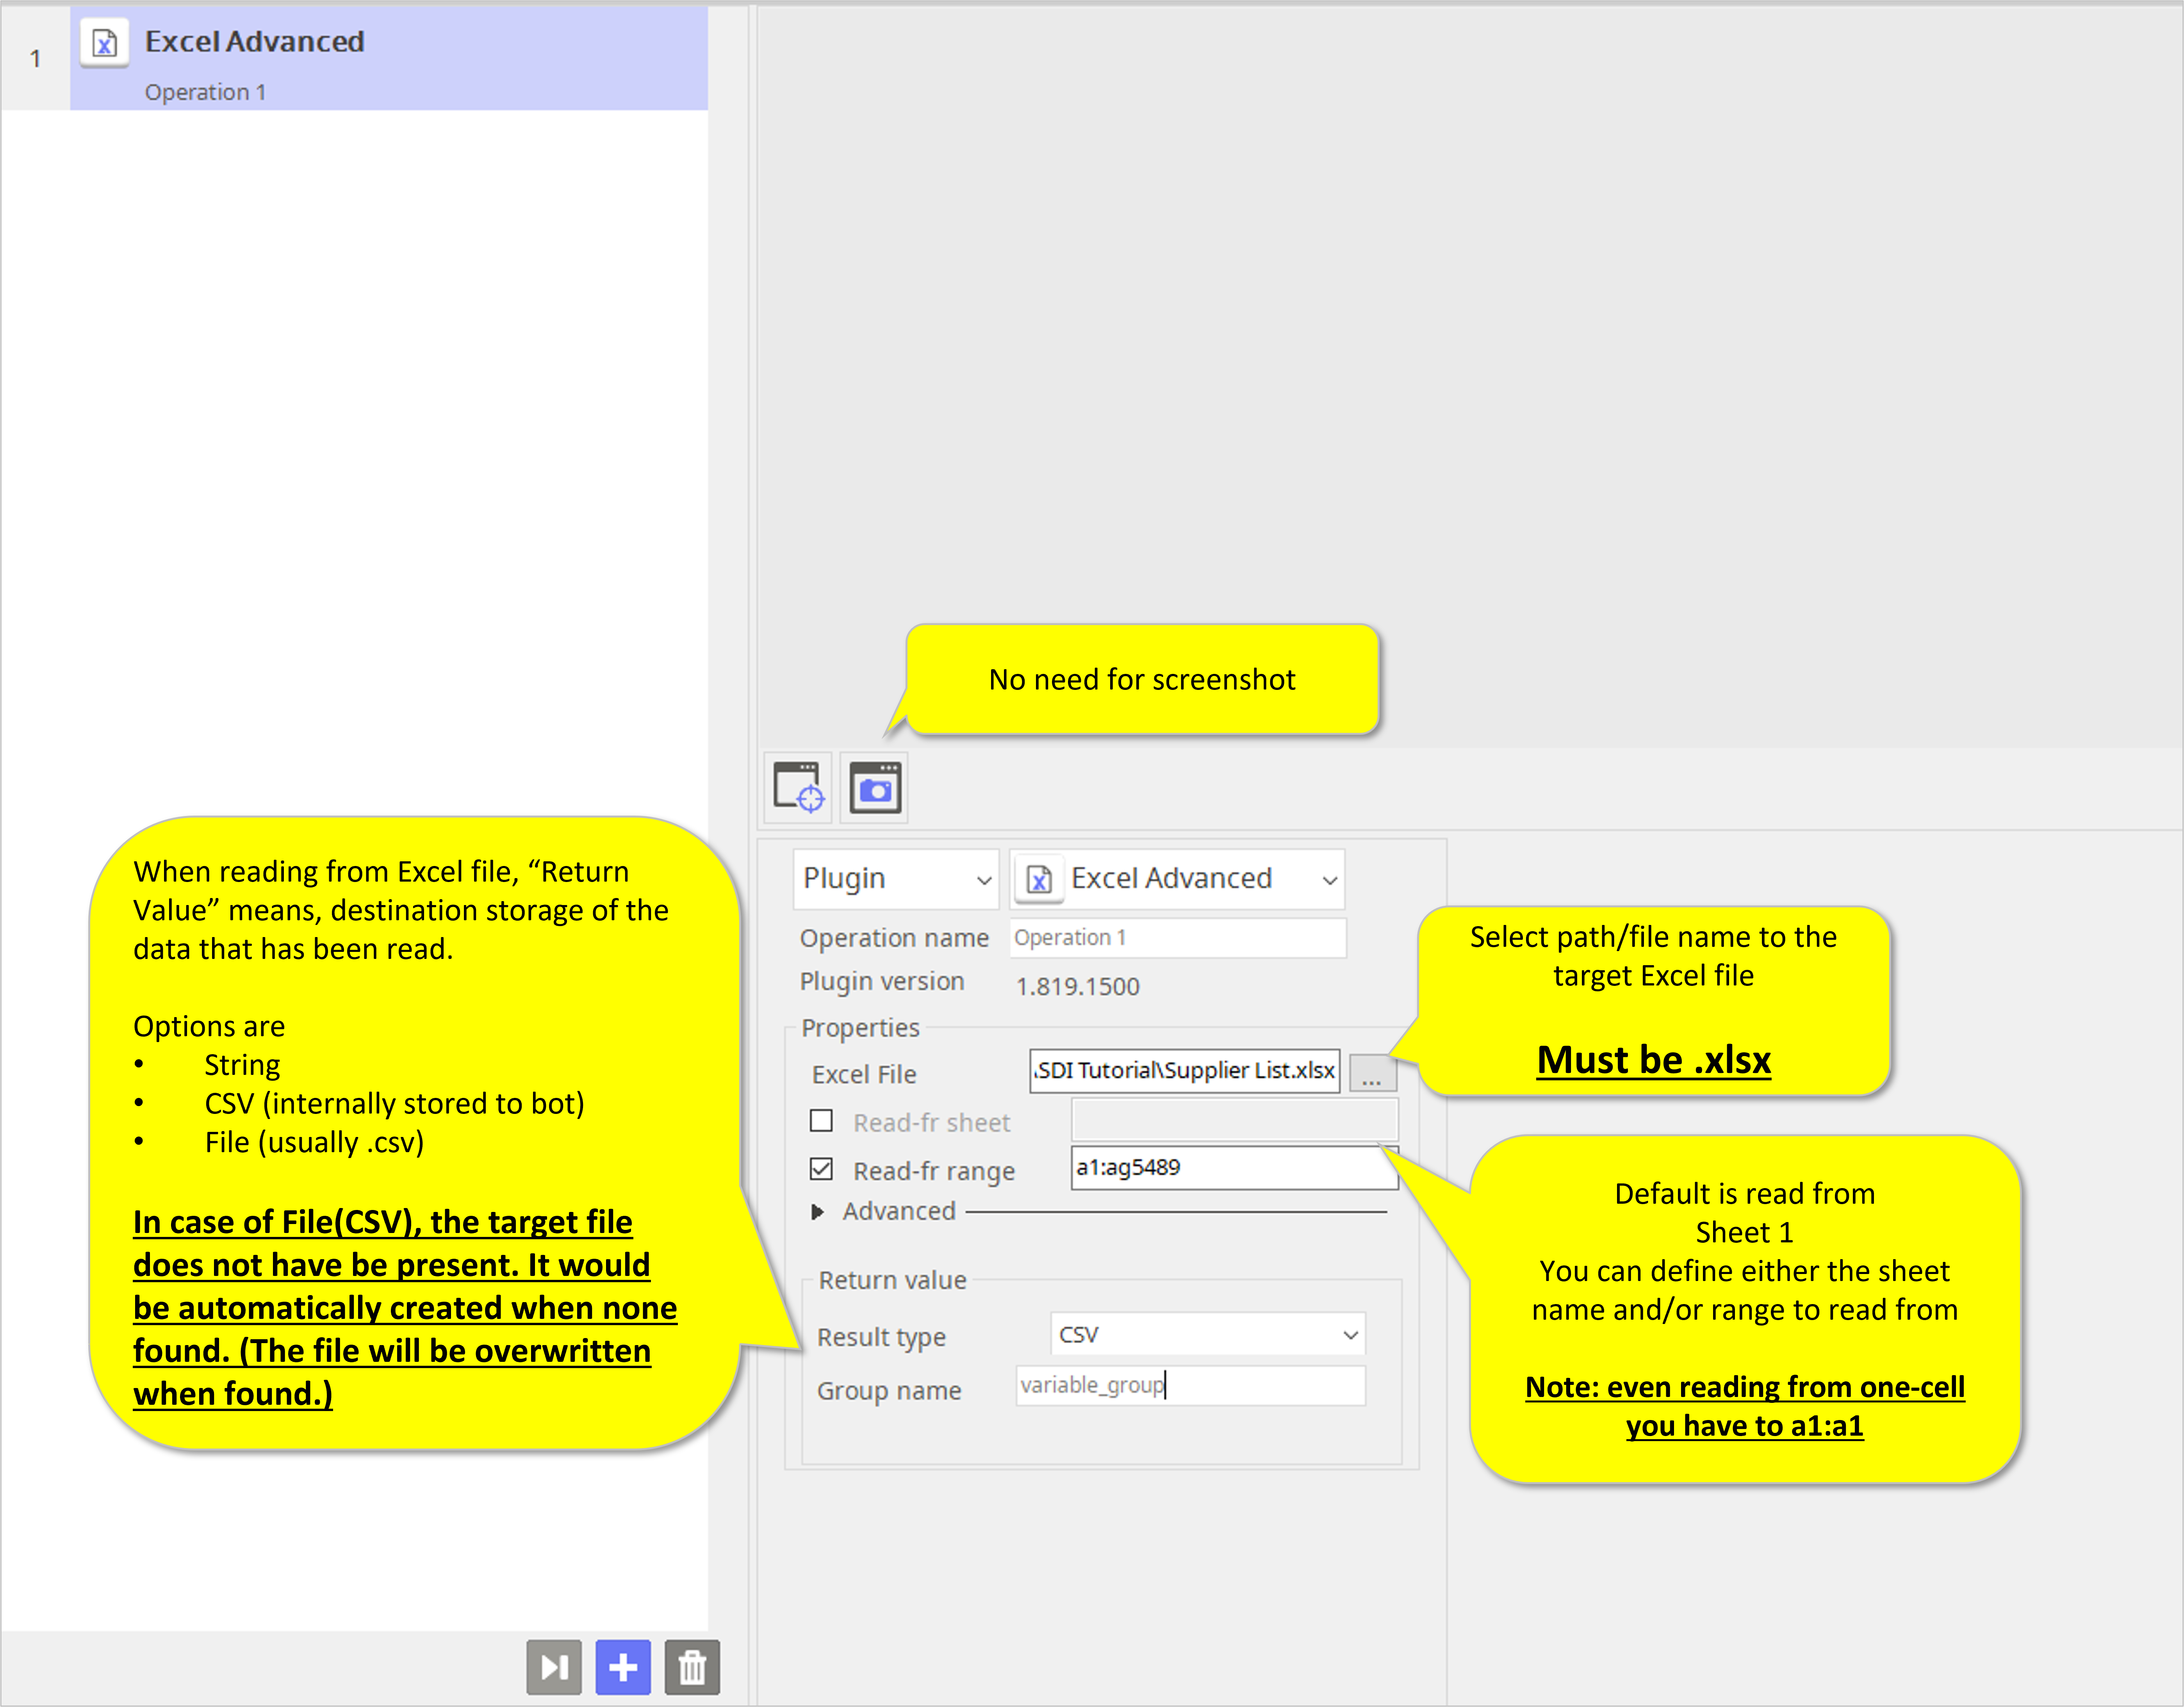 1
Excel Advanced
Operation 1
No need for screenshot
When reading from Excel file, “Return
Value” means, destination storage of the
data that has been read.
Options are
• String
• CSV (internally stored to bot)
• File (usually .csv)
In case of File(CSV), the target file
does not have be present. It would
be automatically created when none
found. (The file will be overwritten
when found.)
Plugin
Excel Advanced
Operation name
Operation 1
Plugin version
1.819.1500
Properties
Excel File
\SDI Tutorial\Supplier List.xlsx
...
Read-fr sheet
Read-fr range
a1:ag5489
Advanced
Return value
Result type
CSV
Group name
variable_group
Select path/file name to the
target Excel file
Must be .xlsx
Default is read from
Sheet 1
You can define either the sheet
name and/or range to read from
Note: even reading from one-cell
you have to a1:a1